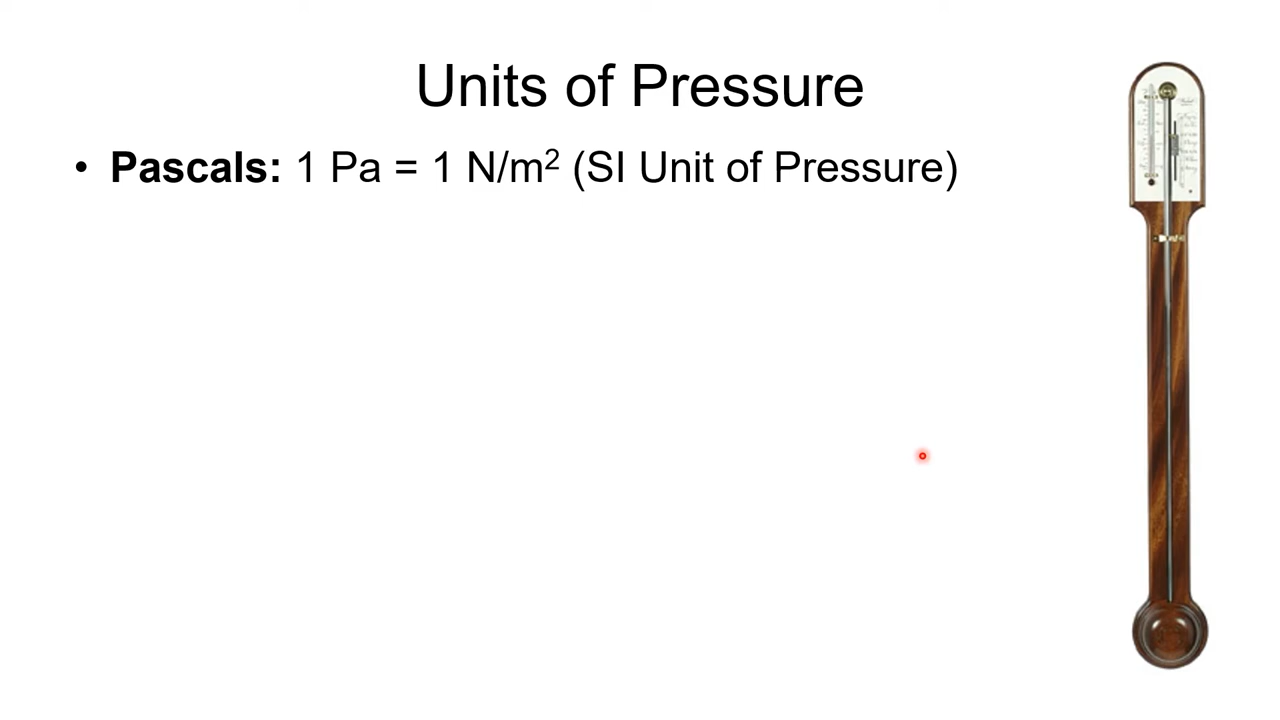 Units of Pressure
• Pascals: 1 Pa = 1 N/m² (SI Unit of Pressure)